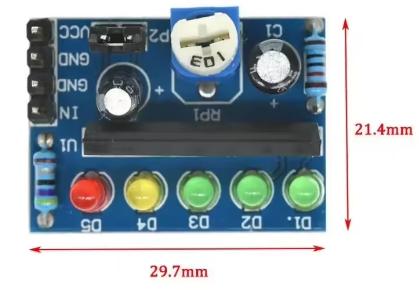 VCC
P2
C1
GND
103
GND
IN
RP1
U1
+
+
21.4mm
D5 D4 D3 D2 D1
29.7mm